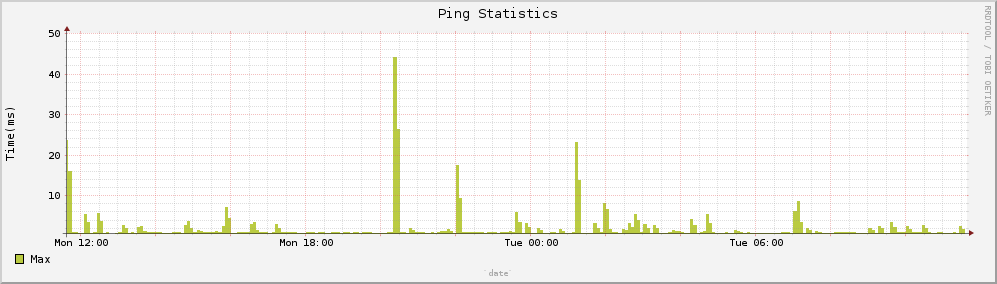 Ping Statistics
RRDTOOL / TOBI OETIKER
Time(ms)
50
40
30
20
10
Mon 12:00 Mon 18:00 Tue 00:00 Tue 06:00
Max
`date`